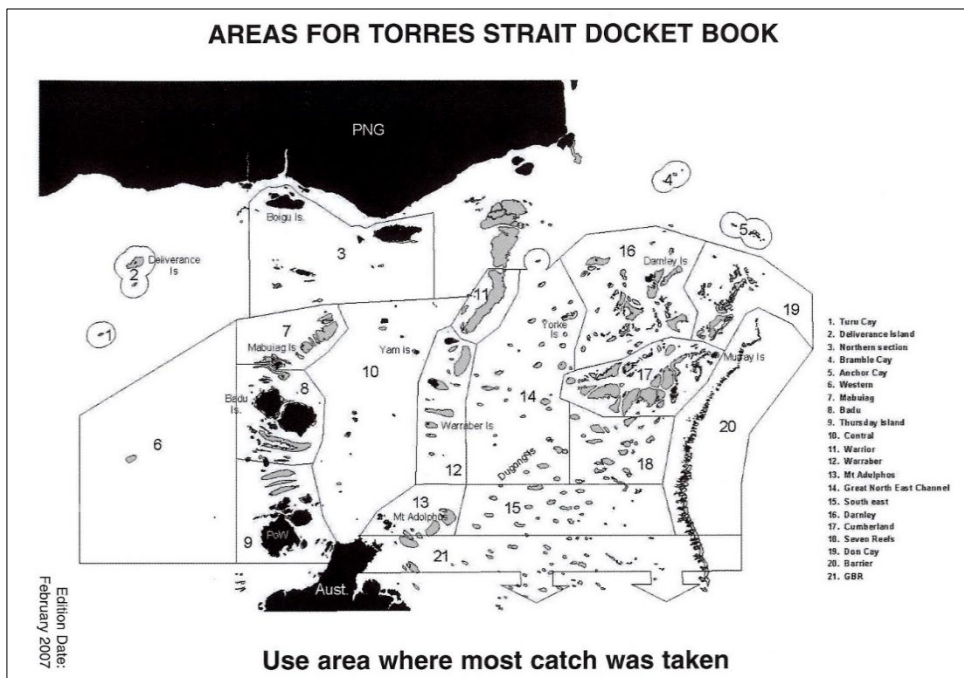 AREAS FOR TORRES STRAIT DOCKET BOOK
PNG
4
Boigu Is.
5
3
16
2
Deliverance
Is
Darnley Is
11
19
1
7
Yorke Is
Mabuiag Is
Yam Is
Murray Is
10
17
8
14
Badu
Is.
20
6
Warraber Is
12
Dugong Is
18
13
15
Mt Adolphus
PoW
9
21
Aust.
1. Turu Cay
2. Deliverance Island
3. Northern section
4. Bramble Cay
5. Anchor Cay
6. Western
7. Mabuiag
8. Badu
9. Thursday Island
10. Central
11. Warrior
12. Warraber
13. Mt Adulphos
14. Great North East Channel
15. South east
16. Darnley
17. Cumberland
18. Seven Reefs
19. Don Cay
20. Barrier
21. GBR
Edition Date:
February 2007
Use area where most catch was taken